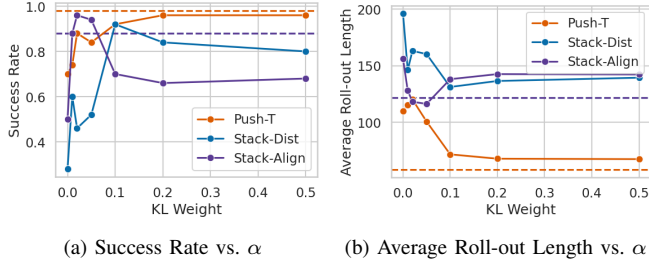 1.0
0.8
0.6
0.4
Success Rate
Push-T
Stack-Dist
Stack-Align
0.0 0.1 0.2 0.3 0.4 0.5
KL Weight
(a) Success Rate vs. α
200
150
100
Average Roll-out Length
Push-T
Stack-Dist
Stack-Align
0.0 0.1 0.2 0.3 0.4 0.5
KL Weight
(b) Average Roll-out Length vs. α